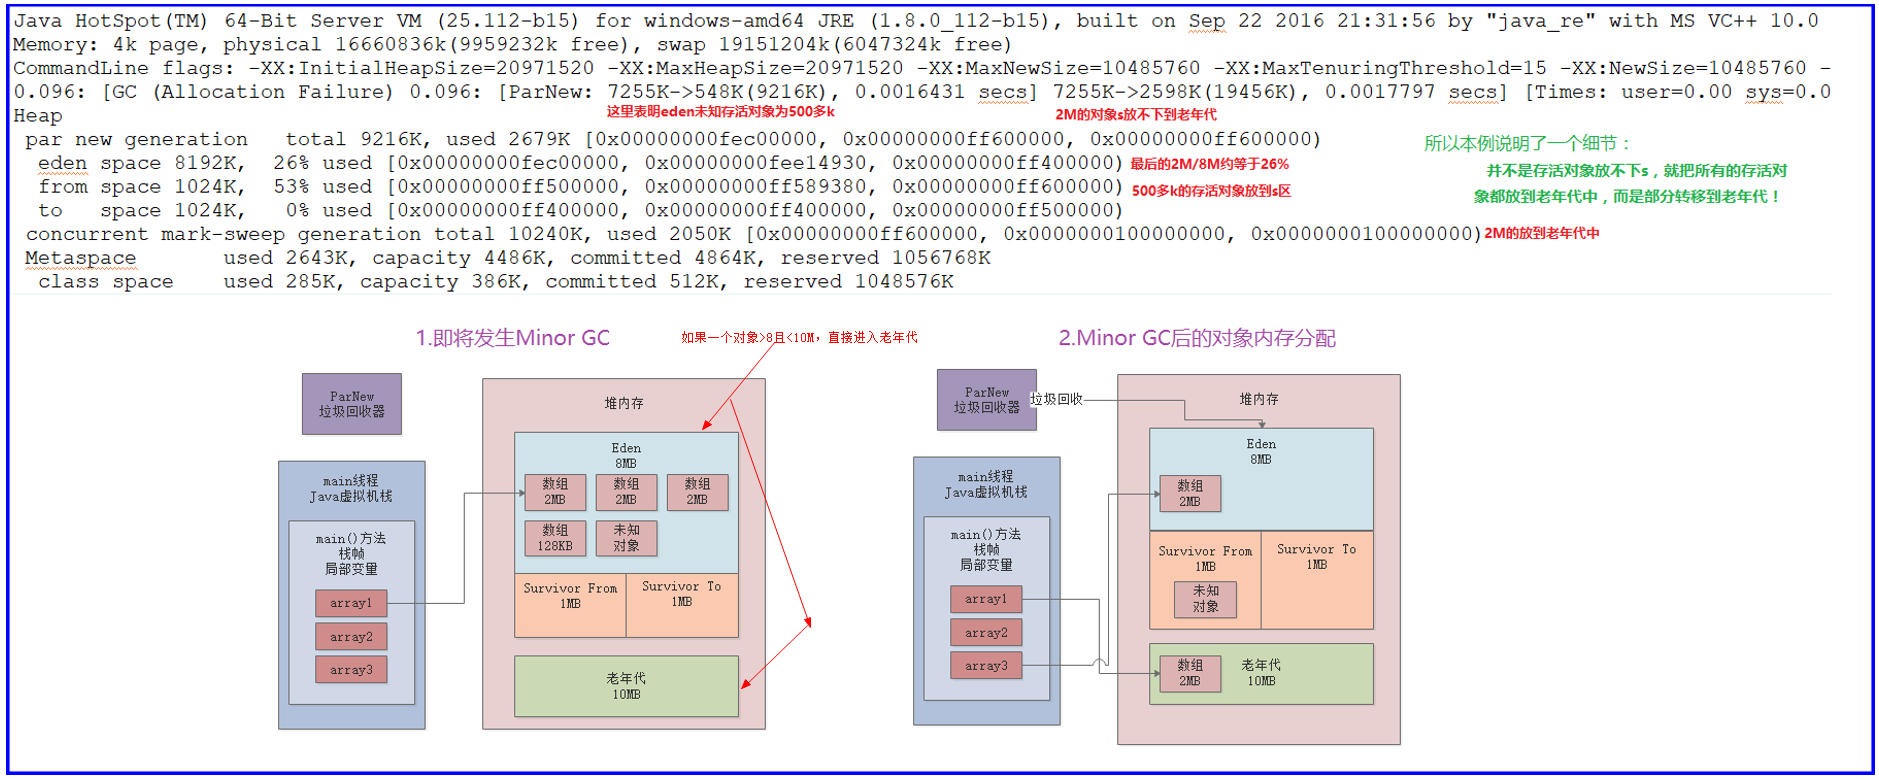 Java HotSpot(TM) 64-Bit Server VM (25.112-b15) for windows-amd64 JRE (1.8.0_112-b15), built on Sep 22 2016 21:31:56 by "java_re" with MS VC++ 10.0
Memory: 4k page, physical 16660836k(9959232k free), swap 19151204k(6047324k free)
CommandLine flags: -XX:InitialHeapSize=20971520 -XX:MaxHeapSize=20971520 -XX:MaxNewSize=10485760 -XX:MaxTenuringThreshold=15 -XX:NewSize=10485760 -
0.096: [GC (Allocation Failure) 0.096: [ParNew: 7255K->548K(9216K), 0.0016431 secs] 7255K->2598K(19456K), 0.0017797 secs] [Times: user=0.00 sys=0.0
这里表明eden未知存活对象为500多k
2M的对象s放不下到老年代
Heap
par new generation total 9216K, used 2679K [0x00000000fec00000, 0x00000000ff600000, 0x00000000ff600000)
eden space 8192K, 26% used [0x00000000fec00000, 0x00000000fee14930, 0x00000000ff400000) 最后的2M/8M约等于26%
from space 1024K, 53% used [0x00000000ff500000, 0x00000000ff589380, 0x00000000ff600000) 500多k的存活对象放到s区
to space 1024K, 0% used [0x00000000ff400000, 0x00000000ff400000, 0x00000000ff500000)
concurrent mark-sweep generation total 10240K, used 2050K [0x00000000ff600000, 0x0000000100000000, 0x0000000100000000) 2M的放到老年代中
Metaspace used 2643K, capacity 4486K, committed 4864K, reserved 1056768K
class space used 285K, capacity 386K, committed 512K, reserved 1048576K
所以本例说明了一个细节：
并不是存活对象放不下s，就把所有的存活对
象都放到老年代中，而是部分转移到老年代！
1.即将发生Minor GC
如果一个对象>8且<10M，直接进入老年代
ParNew
垃圾回收器
main线程
Java虚拟机栈
main()方法
栈帧
局部变量
array1
array2
array3
堆内存
Eden
8MB
数组
2MB
数组
2MB
数组
2MB
数组
128KB
未知
对象
Survivor From
1MB
Survivor To
1MB
老年代
10MB
2.Minor GC后的对象内存分配
ParNew
垃圾回收器
垃圾回收
main线程
Java虚拟机栈
main()方法
栈帧
局部变量
array1
array2
array3
堆内存
Eden
8MB
数组
2MB
Survivor From
1MB
未知
对象
Survivor To
1MB
数组
2MB
老年代
10MB